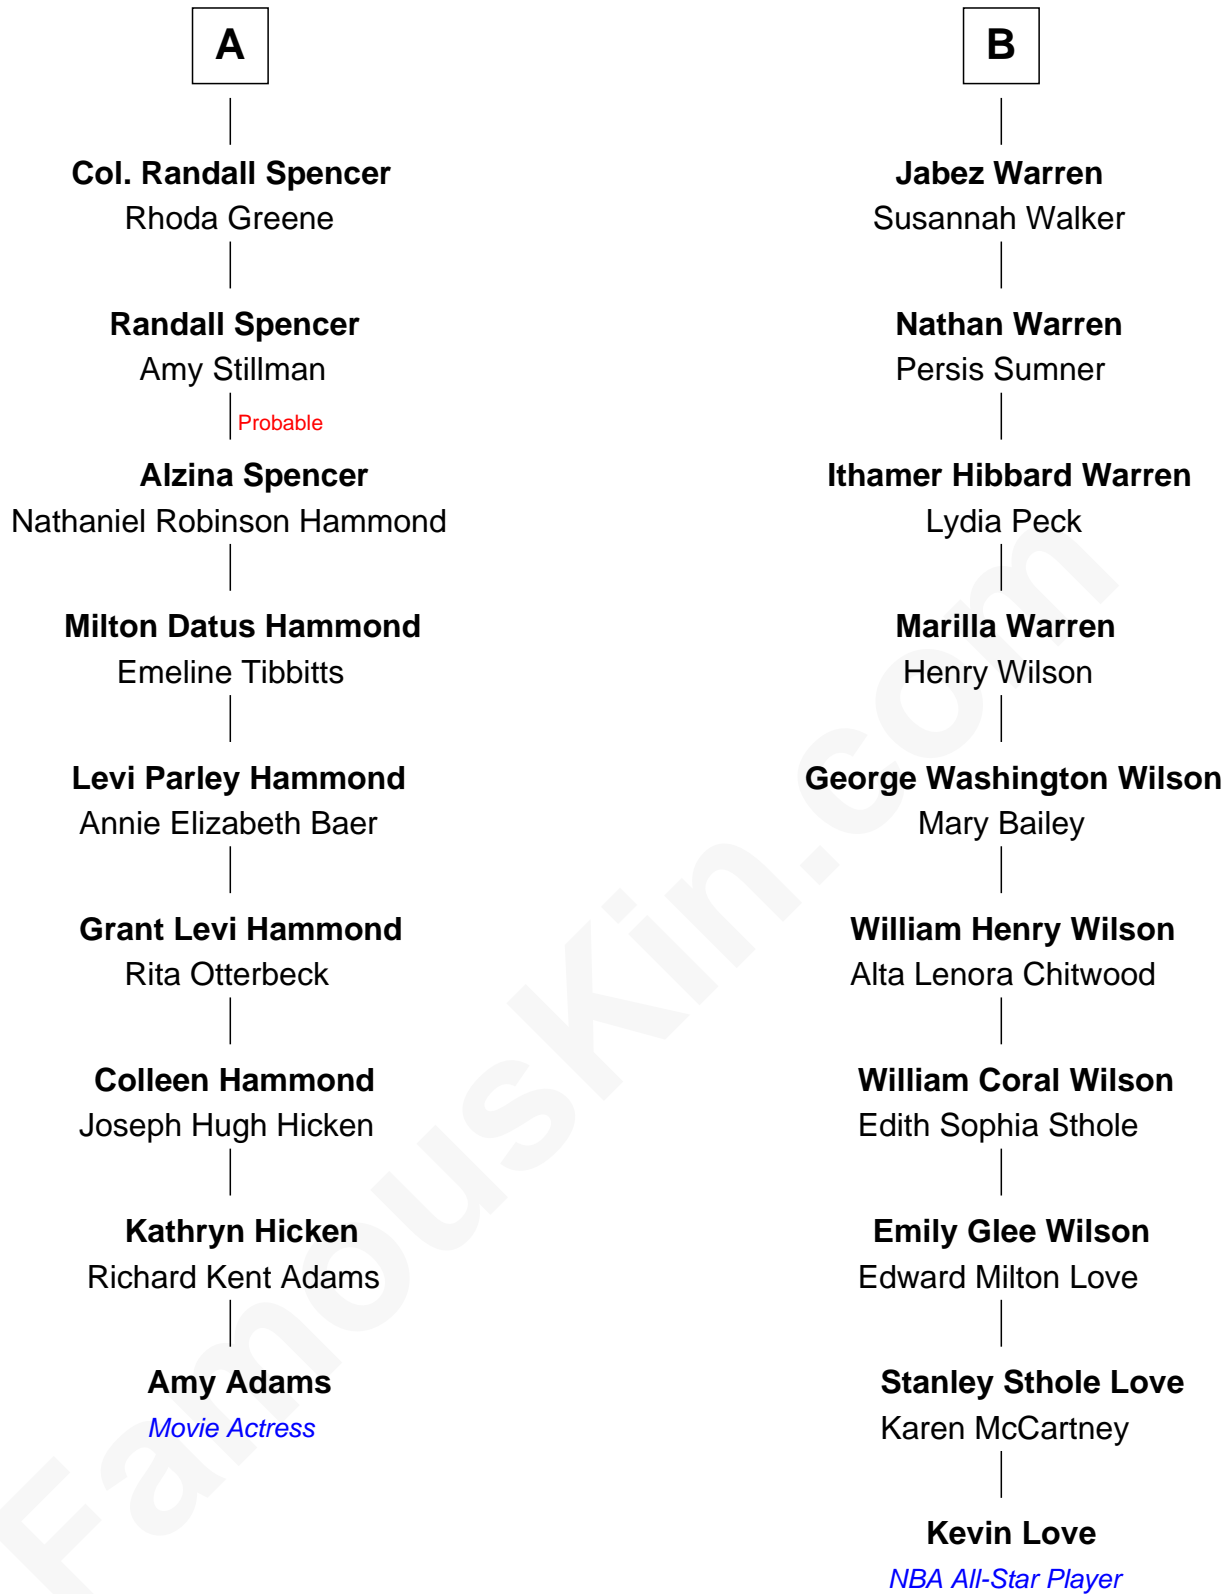 A
Col. Randall Spencer
Rhoda Greene
Randall Spencer
Amy Stillman
Probable
Alzina Spencer
Nathaniel Robinson Hammond
Milton Datus Hammond
Emeline Tibbitts
Levi Parley Hammond
Annie Elizabeth Baer
Grant Levi Hammond
Rita Otterbeck
Colleen Hammond
Joseph Hugh Hicken
Kathryn Hicken
Richard Kent Adams
Amy Adams
Movie Actress
B
Jabez Warren
Susannah Walker
Nathan Warren
Persis Sumner
Ithamer Hibbard Warren
Lydia Peck
Marilla Warren
Henry Wilson
George Washington Wilson
Mary Bailey
William Henry Wilson
Alta Lenora Chitwood
William Coral Wilson
Edith Sophia Sthole
Emily Glee Wilson
Edward Milton Love
Stanley Sthole Love
Karen McCartney
Kevin Love
NBA All-Star Player
FamousKin.com